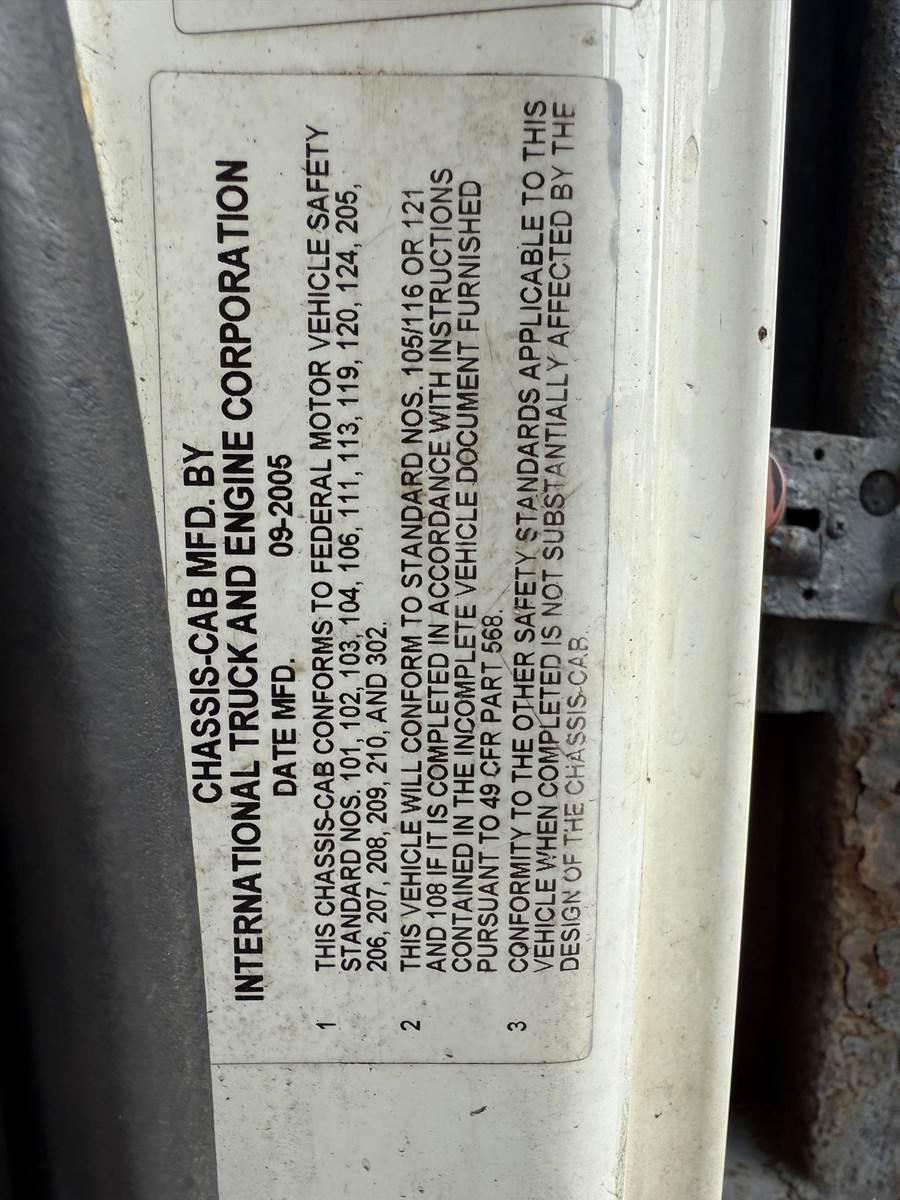 CHASSIS-CAB MFD. BY
INTERNATIONAL TRUCK AND ENGINE CORPORATION
DATE MFD. 09-2005
1 THIS CHASSIS-CAB CONFORMS TO FEDERAL MOTOR VEHICLE SAFETY
STANDARD NOS. 101, 102, 103, 104, 106, 111, 113, 119, 120, 124, 205,
206, 207, 208, 209, 210, AND 302.
2 THIS VEHICLE WILL CONFORM TO STANDARD NOS. 105/116 OR 121
AND 108 IF IT IS COMPLETED IN ACCORDANCE WITH INSTRUCTIONS
CONTAINED IN THE INCOMPLETE VEHICLE DOCUMENT FURNISHED
PURSUANT TO 49 CFR PART 568.
3 CONFORMITY TO THE OTHER SAFETY STANDARDS APPLICABLE TO THIS
VEHICLE WHEN COMPLETED IS NOT SUBSTANTIALLY AFFECTED BY THE
DESIGN OF THE CHASSIS-CAB.